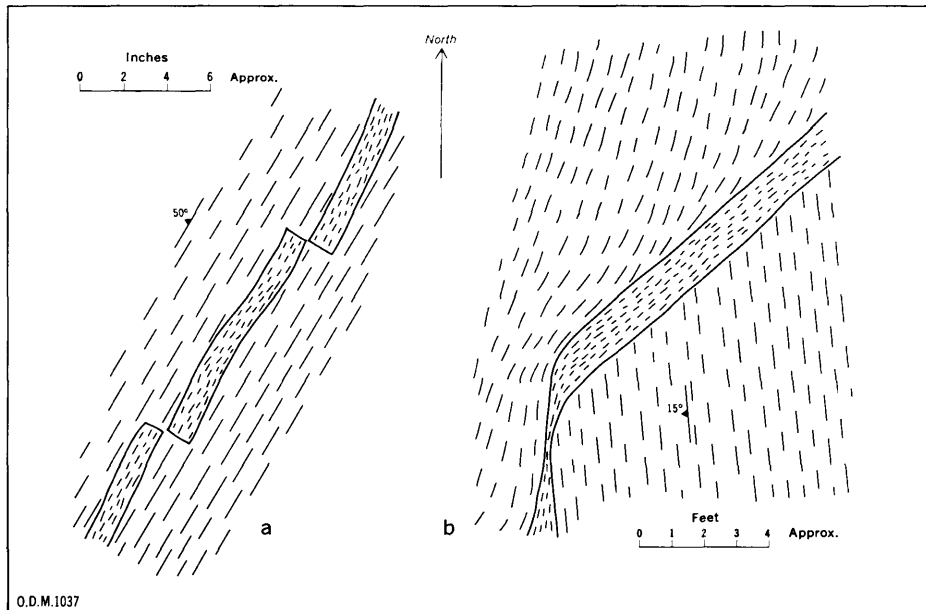 Inches
0 2 4 6 Approx.
North
50°
15°
a
b
Feet
0 1 2 3 4 Approx.
O.D.M.1037